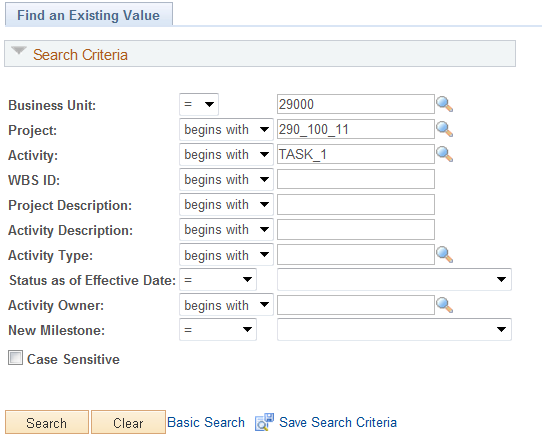 Find an Existing Value
Search Criteria
Business Unit: = 29000
Project: begins with 290_100_11
Activity: begins with TASK_1
WBS ID: begins with
Project Description: begins with
Activity Description: begins with
Activity Type: begins with
Status as of Effective Date: =
Activity Owner: begins with
New Milestone: =
Case Sensitive
Search Clear Basic Search Save Search Criteria